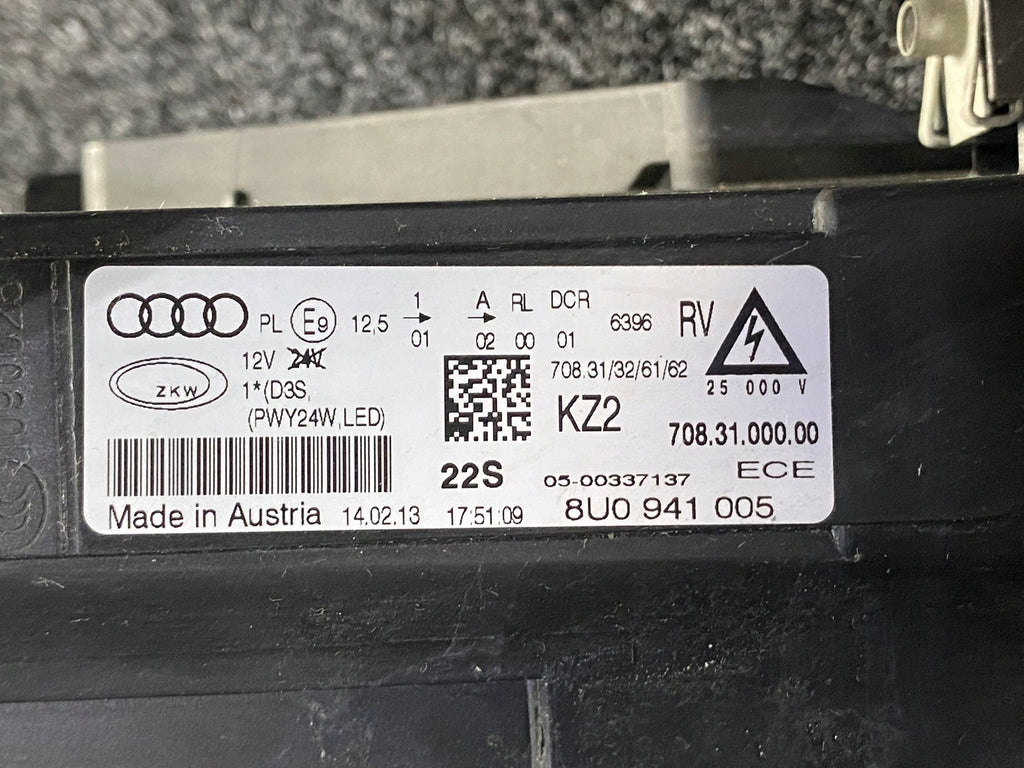 PL E9 12,5 1 01 A 02 RL 00 DCR 01 6396 RV
12V 24V
25 000 V
ZKW
1*(D3S,
(PWY24W,LED)
708.31/32/61/62
KZ2
708.31.000.00
22S
05-00337137
ECE
Made in Austria 14.02.13 17:51:09 8U0 941 005